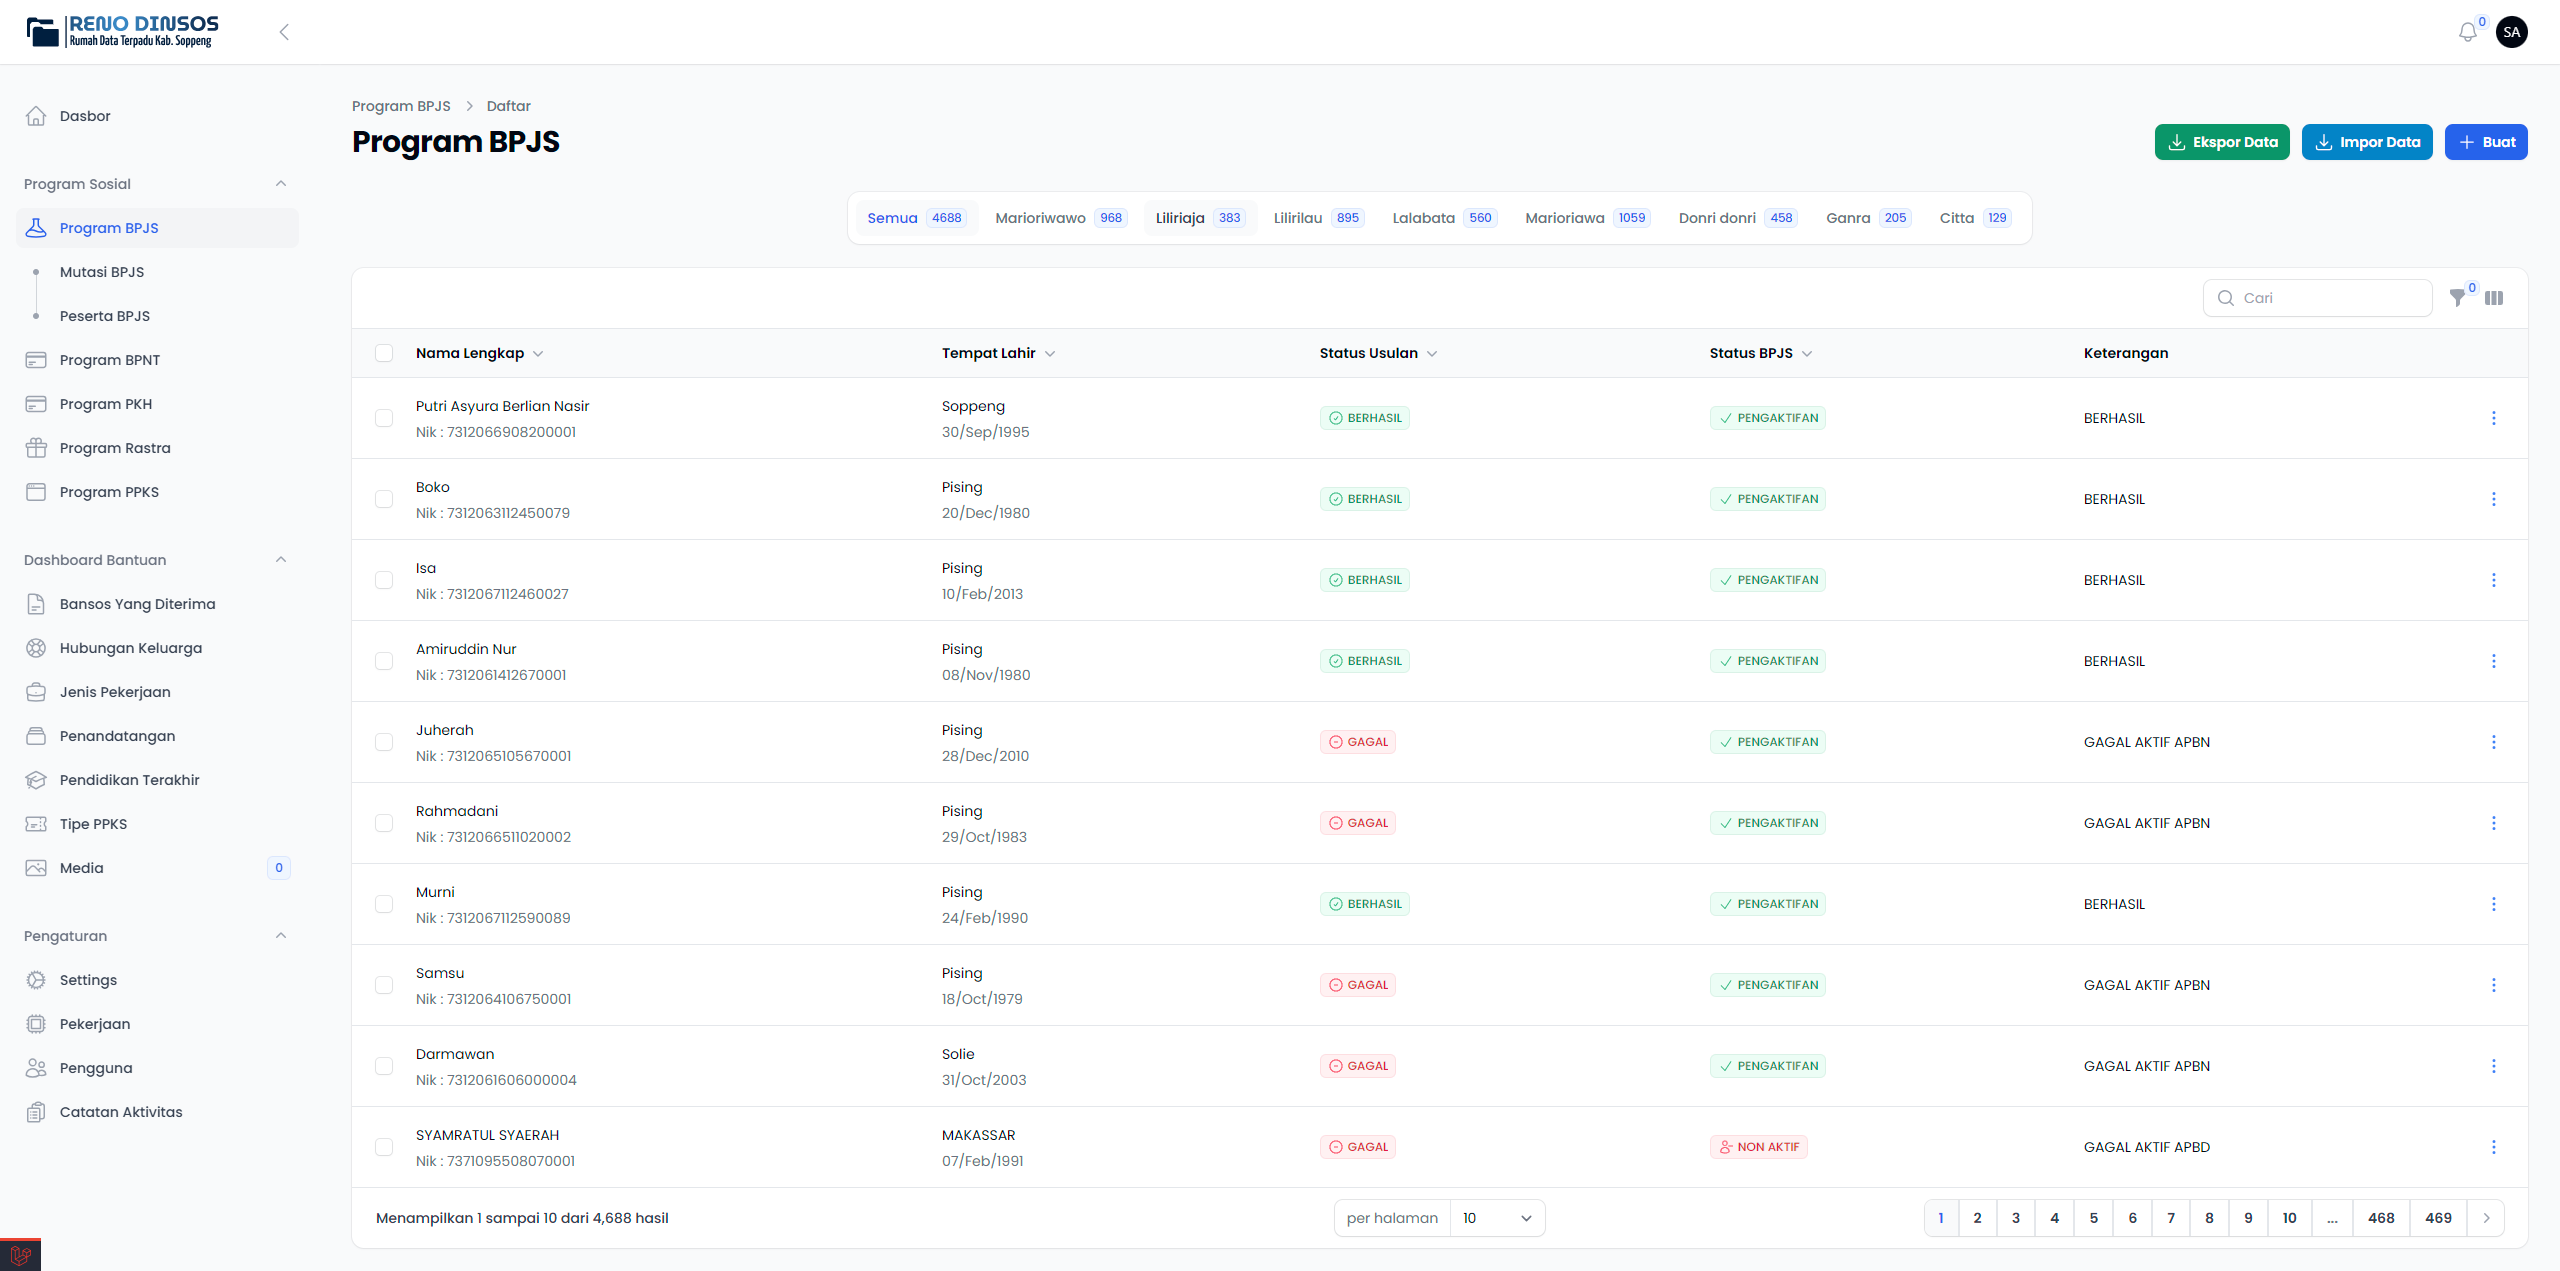 RENO DINSOS
Rumah Data Terpadu Kab. Soppeng
0
SA
Dasbor
Program Sosial
Program BPJS
Mutasi BPJS
Peserta BPJS
Program BPNT
Program PKH
Program Rastra
Program PPKS
Dashboard Bantuan
Bansos Yang Diterima
Hubungan Keluarga
Jenis Pekerjaan
Penandatangan
Pendidikan Terakhir
Tipe PPKS
Media 0
Pengaturan
Settings
Pekerjaan
Pengguna
Catatan Aktivitas
Program BPJS > Daftar
Program BPJS
Ekspor Data Impor Data Buat
Semua 4688 Marioriwawo 968 Liliriaja 383 Lilirilau 895 Lalabata 560 Marioriawa 1059 Donri donri 458 Ganra 205 Citta 129
Cari 0
Nama Lengkap Tempat Lahir Status Usulan Status BPJS Keterangan
Putri Asyura Berlian Nasir Soppeng
BERHASIL PENGAKTIFAN BERHASIL
Nik : 7312066908200001 30/Sep/1995
Boko Pising
BERHASIL PENGAKTIFAN BERHASIL
Nik : 7312063112450079 20/Dec/1980
Isa Pising
BERHASIL PENGAKTIFAN BERHASIL
Nik : 7312067112460027 10/Feb/2013
Amiruddin Nur Pising
BERHASIL PENGAKTIFAN BERHASIL
Nik : 7312061412670001 08/Nov/1980
Juherah Pising
GAGAL PENGAKTIFAN GAGAL AKTIF APBN
Nik : 7312065105670001 28/Dec/2010
Rahmadani Pising
GAGAL PENGAKTIFAN GAGAL AKTIF APBN
Nik : 7312066511020002 29/Oct/1983
Murni Pising
BERHASIL PENGAKTIFAN BERHASIL
Nik : 7312067112590089 24/Feb/1990
Samsu Pising
GAGAL PENGAKTIFAN GAGAL AKTIF APBN
Nik : 7312064106750001 18/Oct/1979
Darmawan Solie
GAGAL PENGAKTIFAN GAGAL AKTIF APBN
Nik : 7312061606000004 31/Oct/2003
SYAMRATUL SYAERAH MAKASSAR
GAGAL NON AKTIF GAGAL AKTIF APBD
Nik : 7371095508070001 07/Feb/1991
Menampilkan 1 sampai 10 dari 4,688 hasil per halaman 10 1 2 3 4 5 6 7 8 9 10 ... 468 469